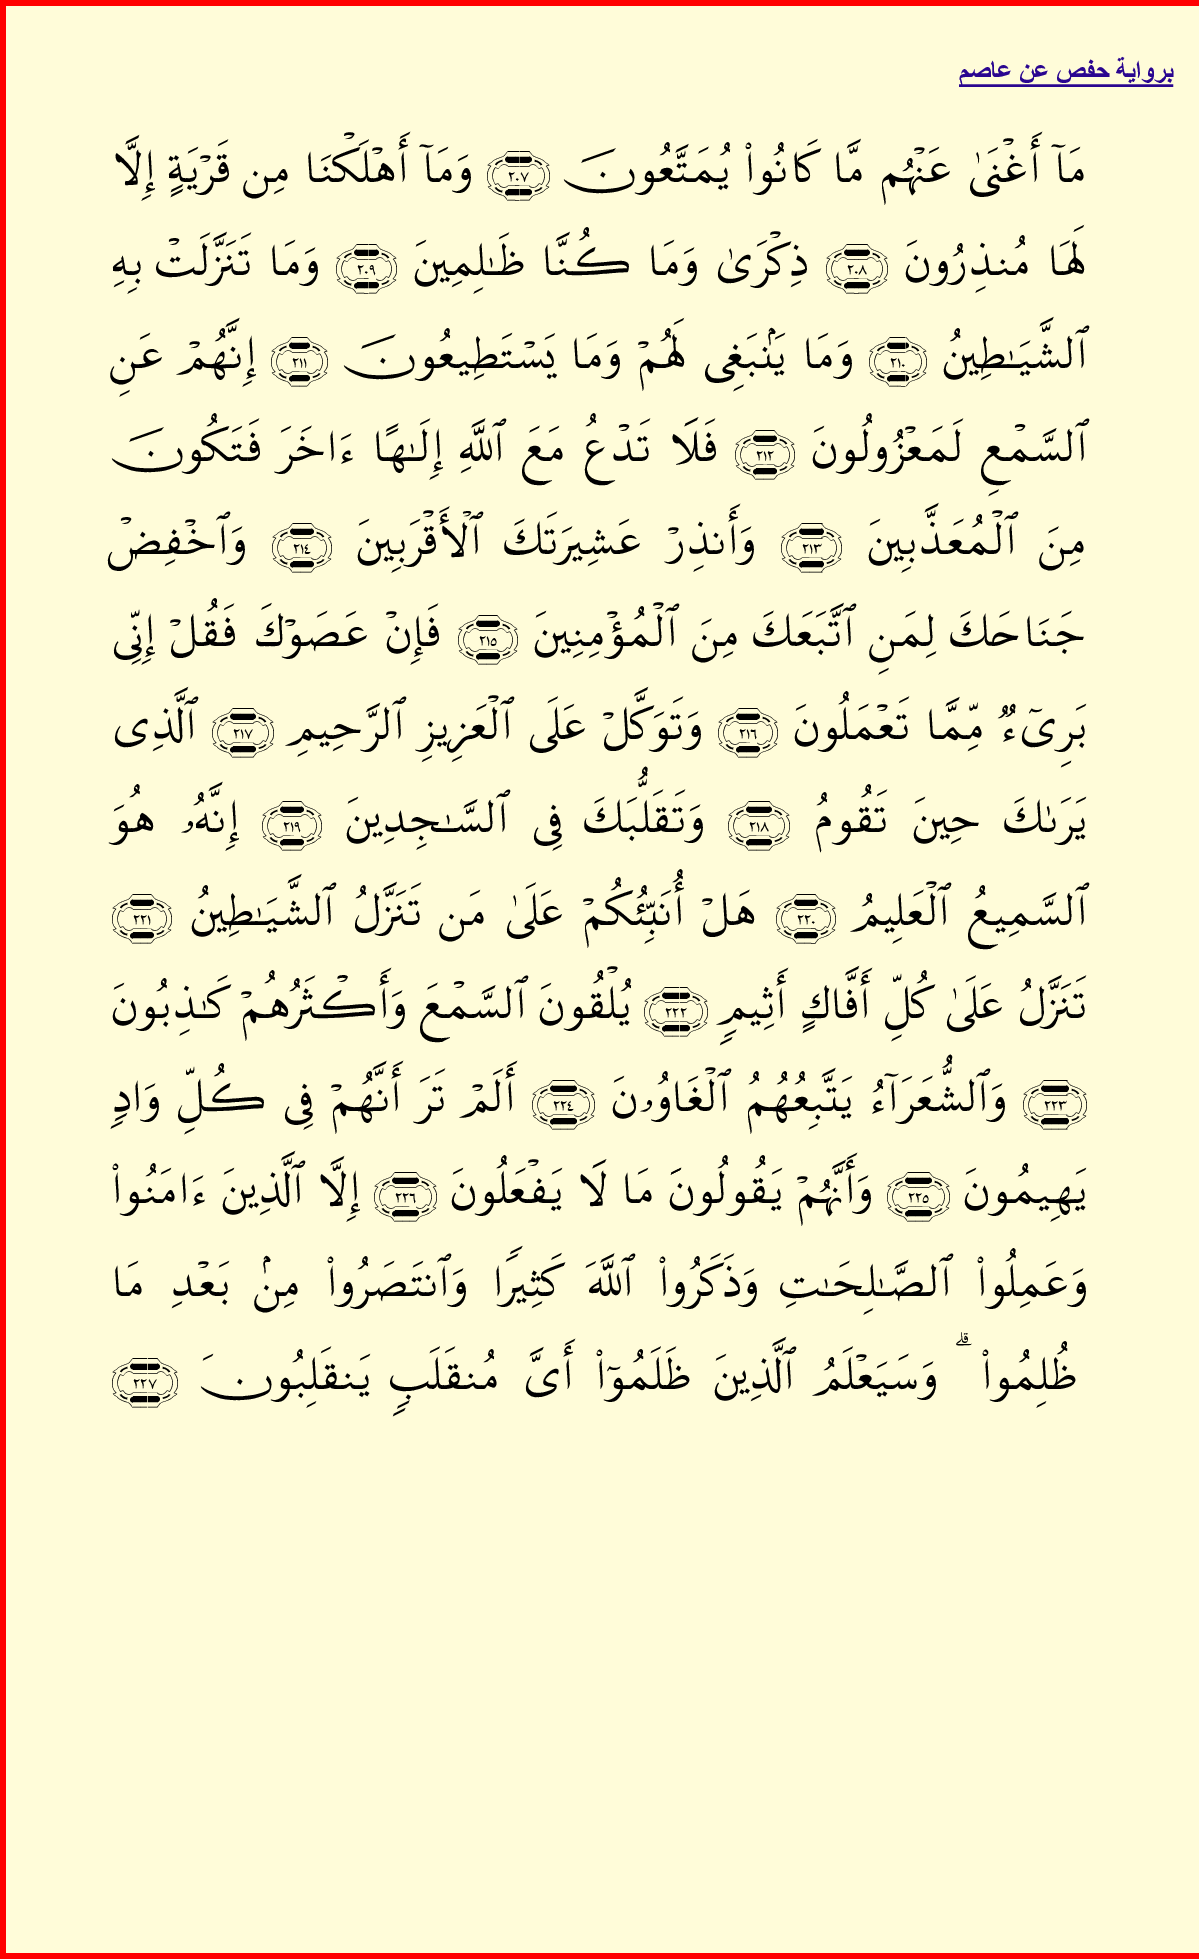 برواية حفص عن عاصم
مَآ أَغْنَىٰ عَنْهُم مَّا كَانُوا۟ يُمَتَّعُونَ ٢٠٧ وَمَآ أَهْلَكْنَا مِن قَرْيَةٍ إِلَّا
لَهَا مُنذِرُونَ ٢٠٨ ذِكْرَىٰ وَمَا كُنَّا ظَـٰلِمِينَ ٢٠٩ وَمَا تَنَزَّلَتْ بِهِ
ٱلشَّيَـٰطِينُ ٢١٠ وَمَا يَنۢبَغِى لَهُمْ وَمَا يَسْتَطِيعُونَ ٢١١ إِنَّهُمْ عَنِ
ٱلسَّمْعِ لَمَعْزُولُونَ ٢١٢ فَلَا تَدْعُ مَعَ ٱللَّهِ إِلَـٰهًا ءَاخَرَ فَتَكُونَ
مِنَ ٱلْمُعَذَّبِينَ ٢١٣ وَأَنذِرْ عَشِيرَتَكَ ٱلْأَقْرَبِينَ ٢١٤ وَٱخْفِضْ
جَنَاحَكَ لِمَنِ ٱتَّبَعَكَ مِنَ ٱلْمُؤْمِنِينَ ٢١٥ فَإِنْ عَصَوْكَ فَقُلْ إِنِّى
بَرِىٓءٌ مِّمَّا تَعْمَلُونَ ٢١٦ وَتَوَكَّلْ عَلَى ٱلْعَزِيزِ ٱلرَّحِيمِ ٢١٧ ٱلَّذِى
يَرَىٰكَ حِينَ تَقُومُ ٢١٨ وَتَقَلُّبَكَ فِى ٱلسَّـٰجِدِينَ ٢١٩ إِنَّهُۥ هُوَ
ٱلسَّمِيعُ ٱلْعَلِيمُ ٢٢٠ هَلْ أُنَبِّئُكُمْ عَلَىٰ مَن تَنَزَّلُ ٱلشَّيَـٰطِينُ ٢٢١
تَنَزَّلُ عَلَىٰ كُلِّ أَفَّاكٍ أَثِيمٍ ٢٢٢ يُلْقُونَ ٱلسَّمْعَ وَأَكْثَرُهُمْ كَـٰذِبُونَ
٢٢٣ وَٱلشُّعَرَآءُ يَتَّبِعُهُمُ ٱلْغَاوُۥنَ ٢٢٤ أَلَمْ تَرَ أَنَّهُمْ فِى كُلِّ وَادٍ
يَهِيمُونَ ٢٢٥ وَأَنَّهُمْ يَقُولُونَ مَا لَا يَفْعَلُونَ ٢٢٦ إِلَّا ٱلَّذِينَ ءَامَنُوا۟
وَعَمِلُوا۟ ٱلصَّـٰلِحَـٰتِ وَذَكَرُوا۟ ٱللَّهَ كَثِيرًا وَٱنتَصَرُوا۟ مِنۢ بَعْدِ مَا
ظُلِمُوا۟ ۗ وَسَيَعْلَمُ ٱلَّذِينَ ظَلَمُوٓا۟ أَىَّ مُنقَلَبٍ يَنقَلِبُونَ ٢٢٧